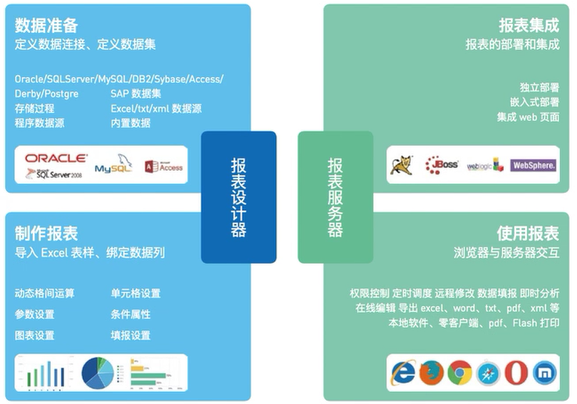 数据准备
定义数据连接、定义数据集
Oracle/SQLServer/MySQL/DB2/Sybase/Access/
Derby/Postgre SAP 数据集
存储过程 Excel/txt/xml 数据源
程序数据源 内置数据
ORACLE
SQL Server 2008
MySQL
Access
报表设计器
制作报表
导入 Excel 表样、绑定数据列
动态格间运算 单元格设置
参数设置 条件属性
图表设置 填报设置
报表集成
报表的部署和集成
独立部署
嵌入式部署
集成 web 页面
JBoss
weblogic
WebSphere.
报表服务器
使用报表
浏览器与服务器交互
权限控制 定时调度 远程修改 数据填报 即时分析
在线编辑 导出 excel、word、txt、pdf、xml 等
本地软件、零客户端、pdf、Flash 打印